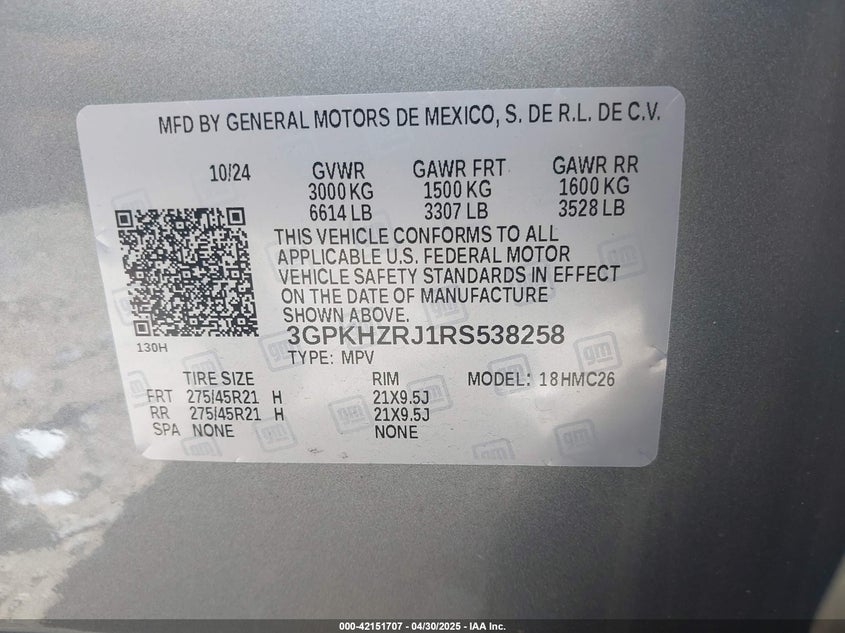 MFD BY GENERAL MOTORS DE MEXICO, S. DE R.L. DE C.V.
10/24 GVWR GAWR FRT GAWR RR
3000 KG 1500 KG 1600 KG
6614 LB 3307 LB 3528 LB
THIS VEHICLE CONFORMS TO ALL
APPLICABLE U.S. FEDERAL MOTOR
VEHICLE SAFETY STANDARDS IN EFFECT
ON THE DATE OF MANUFACTURE
SHOWN ABOVE.
3GPKHZRJ1RS538258
130H
TYPE: MPV
TIRE SIZE RIM MODEL: 18HMC26
FRT 275/45R21 H 21X9.5J
RR 275/45R21 H 21X9.5J
SPA NONE NONE
gm
000-42151707 / 04/30/2025 - IAA Inc.